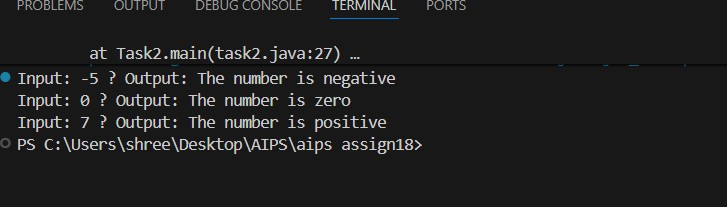 PROBLEMS OUTPUT DEBUG CONSOLE TERMINAL PORTS
at Task2.main(task2.java:27) …
Input: -5 ? Output: The number is negative
Input: 0 ? Output: The number is zero
Input: 7 ? Output: The number is positive
PS C:\Users\shree\Desktop\AIPS\aips assign18>